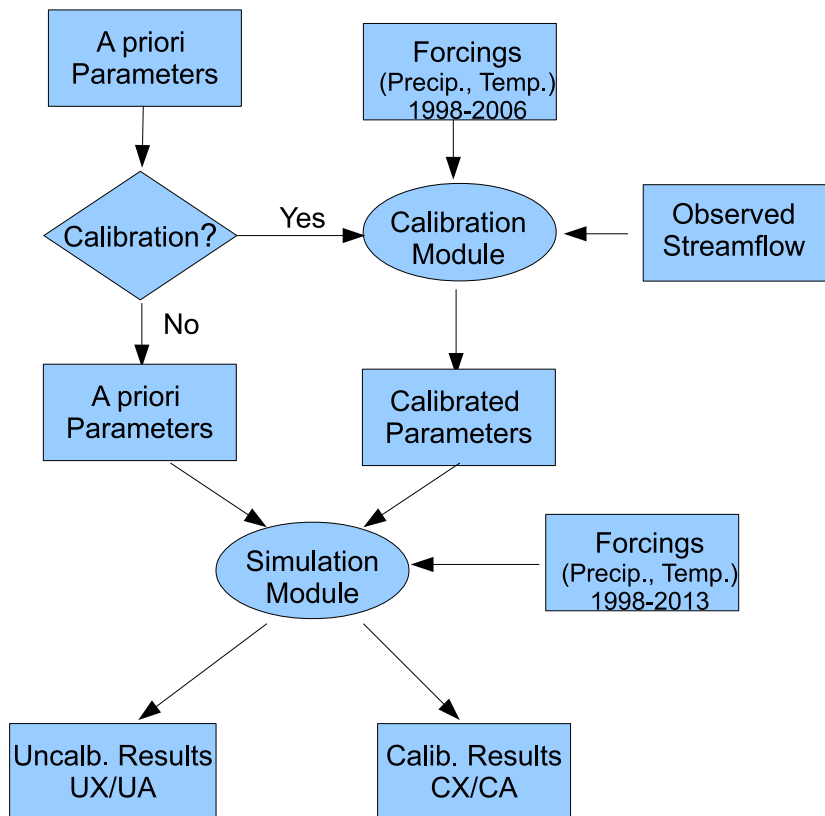 A priori
Parameters
Forcings
(Precip., Temp.)
1998-2006
Calibration?
Yes
Calibration
Module
Observed
Streamflow
No
A priori
Parameters
Calibrated
Parameters
Simulation
Module
Forcings
(Precip., Temp.)
1998-2013
Uncalb. Results
UX/UA
Calib. Results
CX/CA